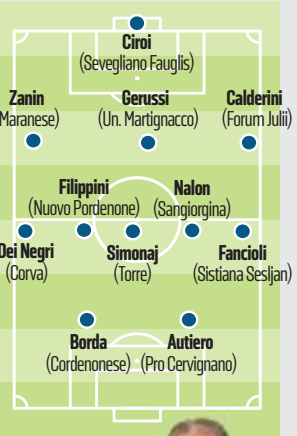 Ciroi
(Sevegliano Fauglis)
Zanin Gerussi Calderini
(Maranese) (Un. Martignacco) (Forum Julii)
Filippini Nalon
(Nuovo Pordenone) (Sangiorgina)
Dei Negri Simonaj Fancioli
(Corva) (Torre) (Sistiana Sesljan)
Borda Autiero
(Cordenonese) (Pro Cervignano)